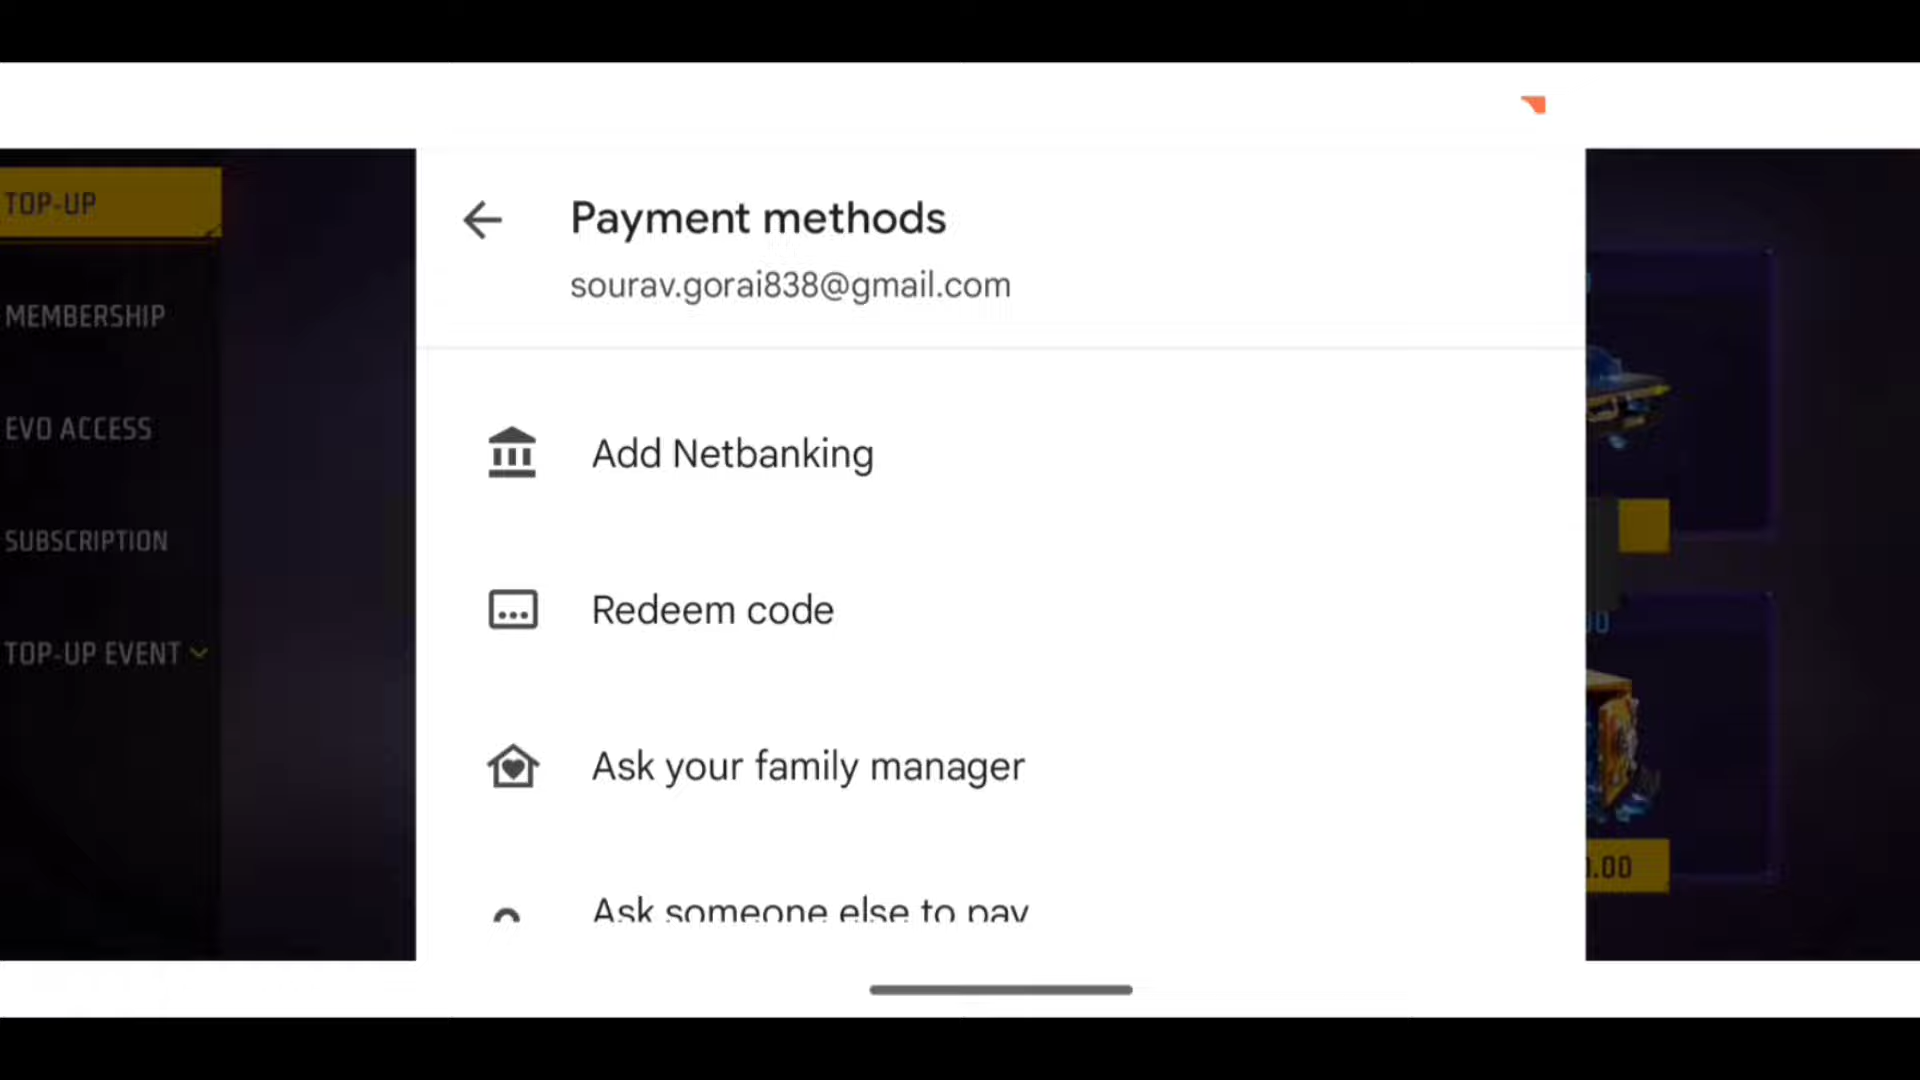 TOP-UP
MEMBERSHIP
EVO ACCESS
SUBSCRIPTION
TOP-UP EVENT
Payment methods
sourav.gorai838@gmail.com
Add Netbanking
Redeem code
Ask your family manager
Ask someone else to pay
.00